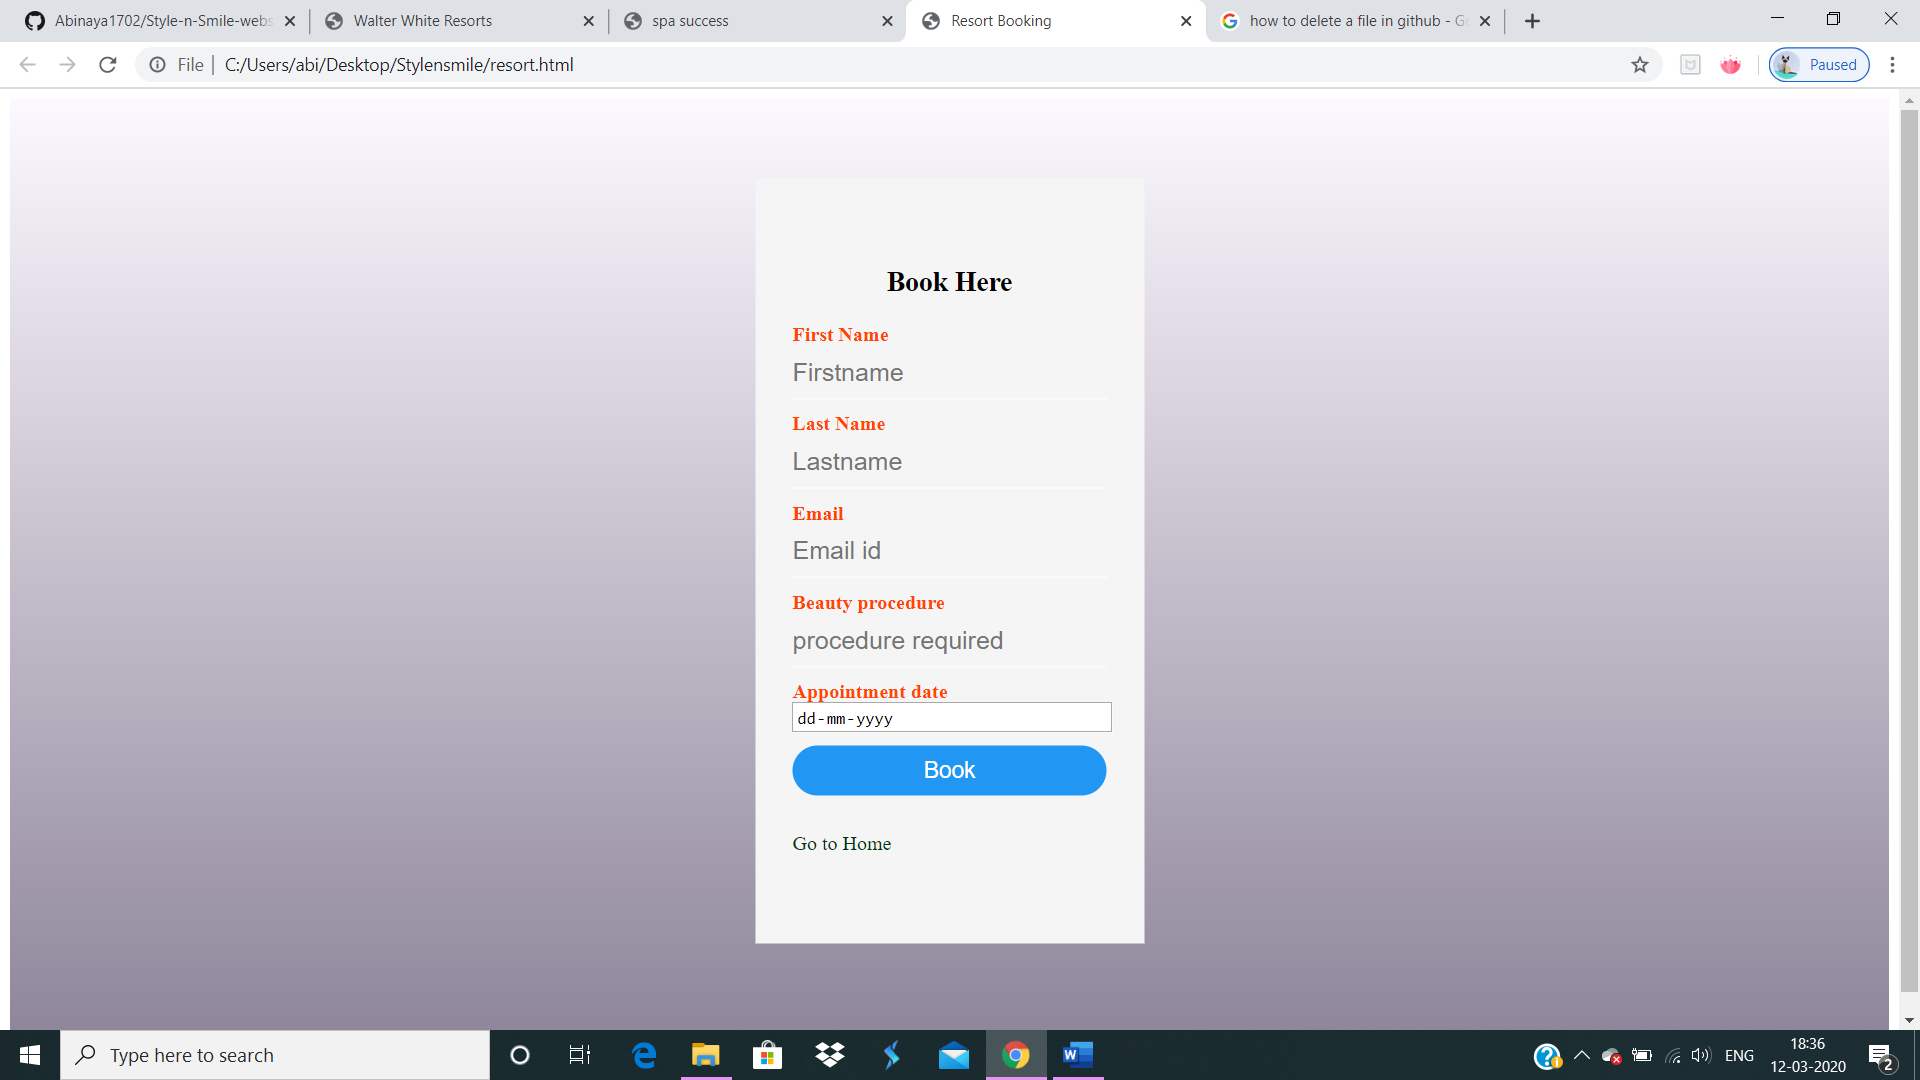 Abinaya1702/Style-n-Smile-webs
Walter White Resorts
spa success
Resort Booking
how to delete a file in github - G
File
C:/Users/abi/Desktop/Stylensmile/resort.html
Paused
Book Here
First Name
Firstname
Last Name
Lastname
Email
Email id
Beauty procedure
procedure required
Appointment date
dd-mm-yyyy
Book
Go to Home
Type here to search
ENG
18:36
12-03-2020
2